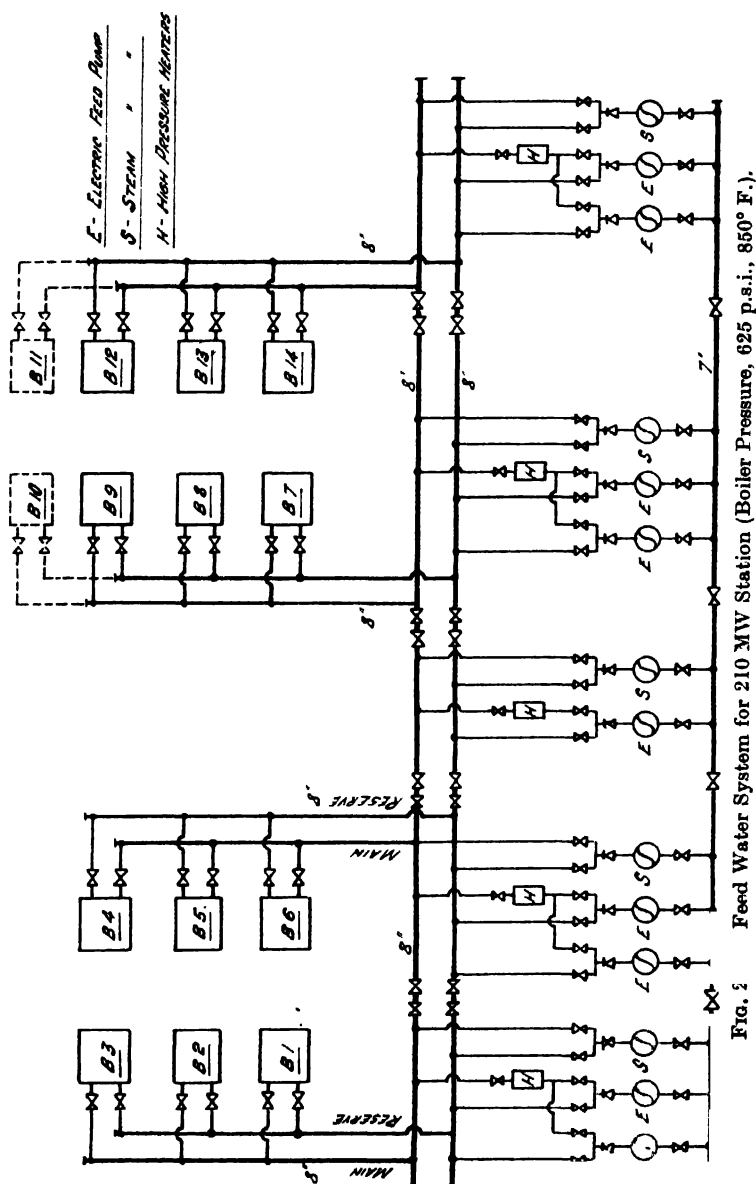 E - ELECTRIC FEED PUMP
S - STEAM " "
H - HIGH PRESSURE HEATERS
B 3
B 4
B 10
B 11
B 2
B 5
B 9
B 12
B 1
B 6
B 8
B 13
B 7
B 14
8"
MAIN
RESERVE
MAIN
RESERVE
8"
8"
8"
8"
8"
8"
H
H
H
H
H
E
S
E
E
S
E
S
E
E
S
E
E
S
7"
FIG. Feed Water System for 210 MW Station (Boiler Pressure, 625 p.s.i., 850° F.).